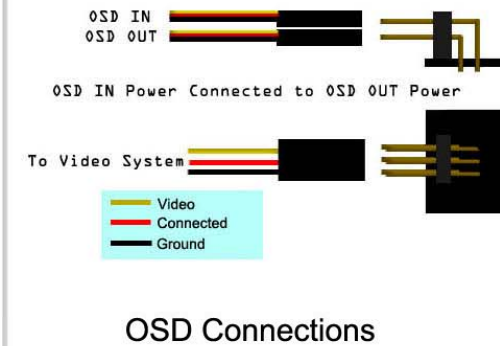 OSD IN
OSD OUT
OSD IN Power Connected to OSD OUT Power
To Video System
Video
Connected
Ground
OSD Connections